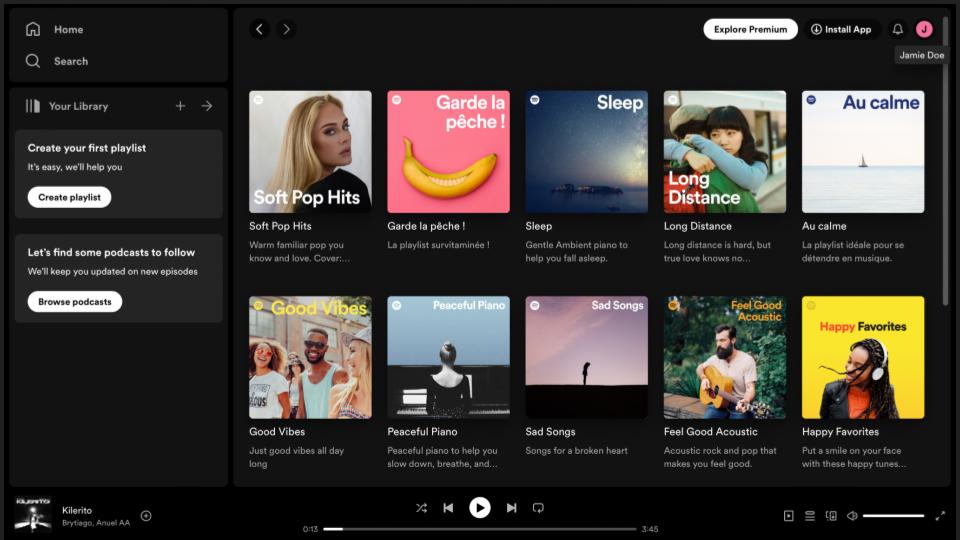 Home
Search
Your Library
Create your first playlist
It's easy, we'll help you
Create playlist
Let's find some podcasts to follow
We'll keep you updated on new episodes
Browse podcasts
Explore Premium
Install App
J
Jamie Doe
Soft Pop Hits
Soft Pop Hits
Warm familiar pop you
know and love. Cover:...
Garde la
pêche !
Garde la pêche !
La playlist survitaminée !
Sleep
Sleep
Gentle Ambient piano to
help you fall asleep.
Long
Distance
Long Distance
Long distance is hard, but
true love knows no...
Au calme
Au calme
La playlist idéale pour se
détendre en musique.
Good Vibes
Good Vibes
Just good vibes all day
long
Peaceful Piano
Peaceful Piano
Peaceful piano to help you
slow down, breathe, and...
Sad Songs
Sad Songs
Songs for a broken heart
Feel Good
Acoustic
Feel Good Acoustic
Acoustic rock and pop that
makes you feel good.
Happy Favorites
Happy Favorites
Put a smile on your face
with these happy tunes...
KILERITO
Kilerito
Brytiago, Anuel AA
0:13
3:45